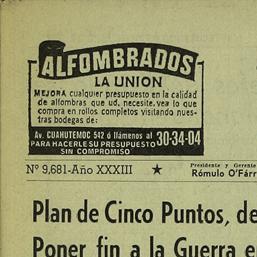 ALFOMBRADOS
LA UNION
MEJORA cualquier presupuesto en la calidad
de alfombras que ud, necesite, vea lo que
compra en rollos completos visitando nues-
tras bodegas de:
Av. CUAUHTEMOC 542 ó llámenos al 30-34-04
PARA HACERLE SU PRESUPUESTO
SIN COMPROMISO
Nº 9,681-Año XXXIII ★ Presidente y Gerente
Rómulo O'Farr
Plan de Cinco Puntos, de
Poner fin a la Guerra e